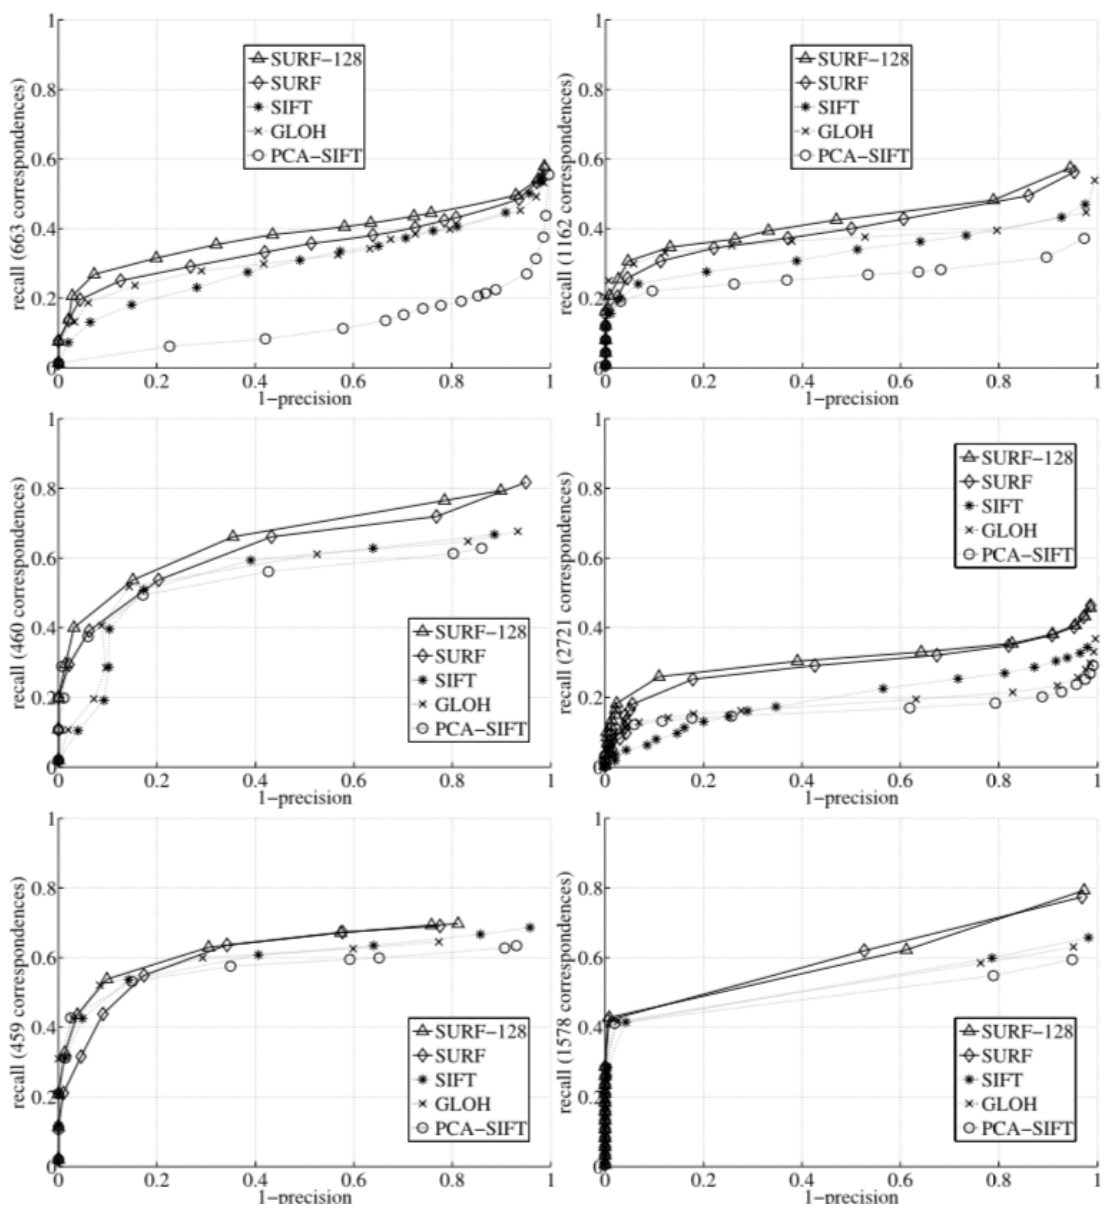 recall (663 correspondences)
1
0.8
0.6
0.4
0.2
0
SURF−128
SURF
SIFT
GLOH
PCA−SIFT
0 0.2 0.4 0.6 0.8 1
1−precision
recall (1162 correspondences)
1
0.8
0.6
0.4
0.2
0
SURF−128
SURF
SIFT
GLOH
PCA−SIFT
0 0.2 0.4 0.6 0.8 1
1−precision
recall (460 correspondences)
1
0.8
0.6
0.4
0.2
0
SURF−128
SURF
SIFT
GLOH
PCA−SIFT
0 0.2 0.4 0.6 0.8 1
1−precision
recall (2721 correspondences)
1
0.8
0.6
0.4
0.2
0
SURF−128
SURF
SIFT
GLOH
PCA−SIFT
0 0.2 0.4 0.6 0.8 1
1−precision
recall (459 correspondences)
1
0.8
0.6
0.4
0.2
0
SURF−128
SURF
SIFT
GLOH
PCA−SIFT
0 0.2 0.4 0.6 0.8 1
1−precision
recall (1578 correspondences)
1
0.8
0.6
0.4
0.2
0
SURF−128
SURF
SIFT
GLOH
PCA−SIFT
0 0.2 0.4 0.6 0.8 1
1−precision